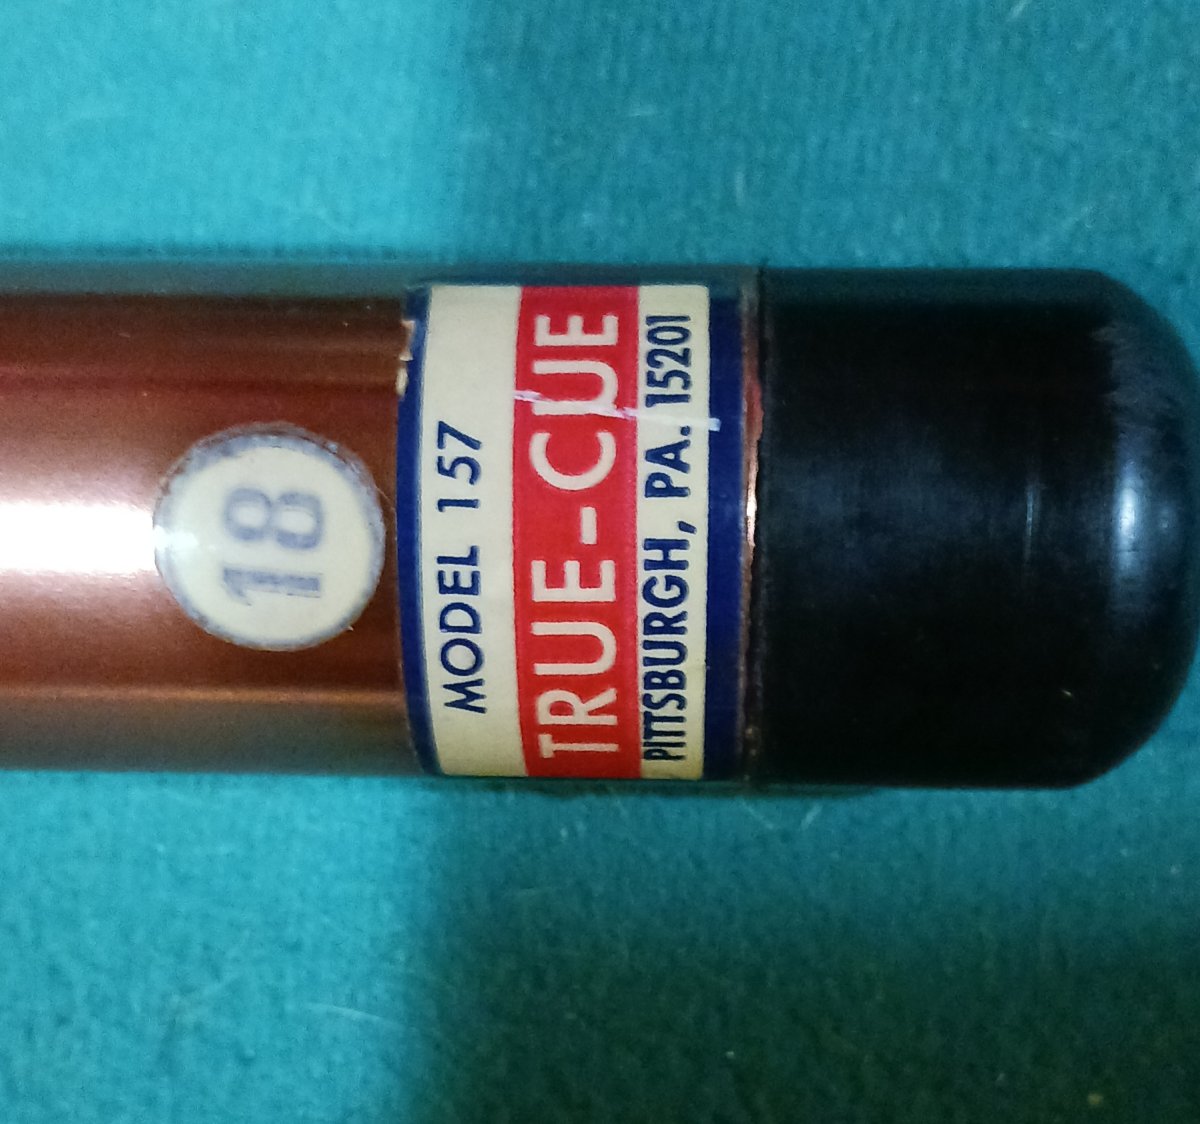 18
MODEL 157
TRUE-CUE
PITTSBURGH, PA. 15201